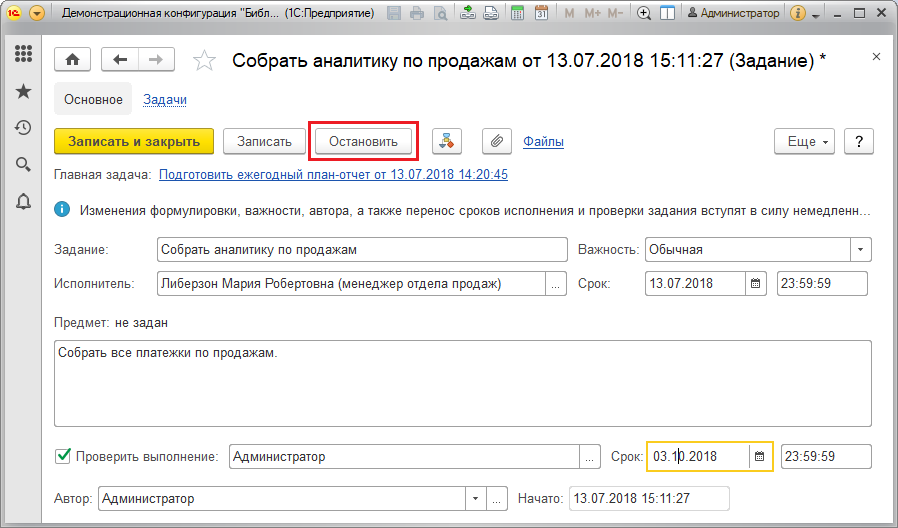 Демонстрационная конфигурация "Библ... (1С:Предприятие) M M+ M- Администратор
Собрать аналитику по продажам от 13.07.2018 15:11:27 (Задание) *
Основное Задачи
Записать и закрыть Записать Остановить Файлы Еще ?
Главная задача: Подготовить ежегодный план-отчет от 13.07.2018 14:20:45
Изменения формулировки, важности, автора, а также перенос сроков исполнения и проверки задания вступят в силу немедленн...
Задание: Собрать аналитику по продажам Важность: Обычная
Исполнитель: Либерзон Мария Робертовна (менеджер отдела продаж) ... Срок: 13.07.2018 23:59:59
Предмет: не задан
Собрать все платежки по продажам.
Проверить выполнение: Администратор ... Срок: 03.10.2018 23:59:59
Автор: Администратор ... Начато: 13.07.2018 15:11:27